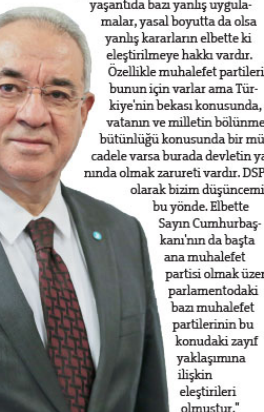 yaşantıda bazı yanlış uygula-
malar, yasal boyutta da olsa
yanlış kararların elbette ki
eleştirilmeye hakkı vardır.
Özellikle muhalefet partileri
bunun için varlar ama Tür-
kiye'nin bekası konusunda,
vatanın ve milletin bölünme
bütünlüğü konusunda bir mü
cadele varsa burada devletin ya
nında olmak zarureti vardır. DSP
olarak bizim düşüncemi
bu yönde. Elbette
Sayın Cumhurbaş-
kanı'nın da başta
ana muhalefet
partisi olmak üzer
parlamentodaki
bazı muhalefet
partilerinin bu
konudaki zayıf
yaklaşımına
ilişkin
eleştirileri
olmuştur."